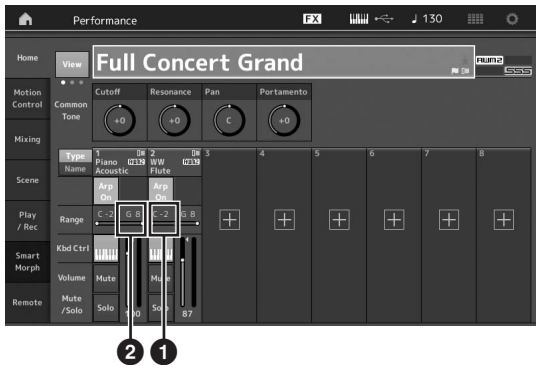 Performance FX 130
Home View Full Concert Grand AWM2
Motion Control Common Tone Cutoff Resonance Pan Portamento
+0 +0 C +0
Mixing
Type Name 1 Piano Acoustic 2 WW Flute 3 4 5 6 7 8
Scene
Arp On Arp On
Play / Rec Range C -2 G 8 C -2 G 8
Smart Morph Kbd Ctrl
Volume Mute Mute
Remote Mute /Solo Solo 100 Solo 87
2 1